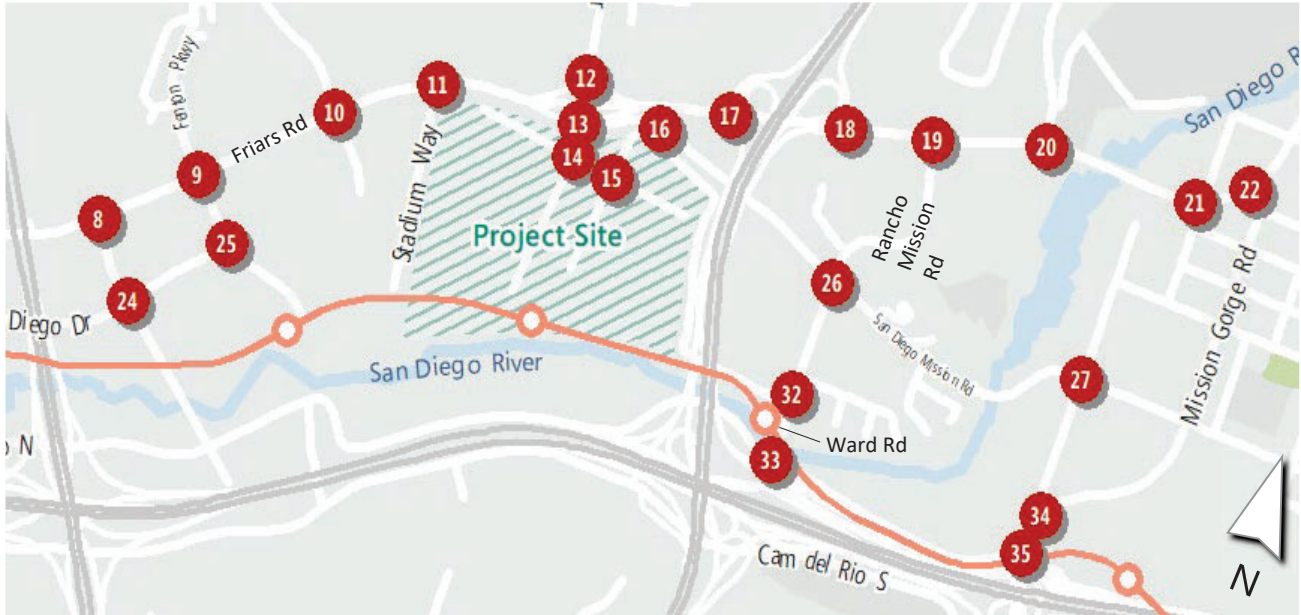 Fenton Pkwy
12
11
10
13
17
16
18
19
14
20
Friars Rd
9
15
San Diego R
22
21
8
Stadium Way
25
Project Site
Rancho
Mission
Rd
26
24
Diego Dr
San Diego River
San Diego Mission Rd
27
Mission Gorge Rd
32
Ward Rd
N
33
34
35
Cam del Rio S
N